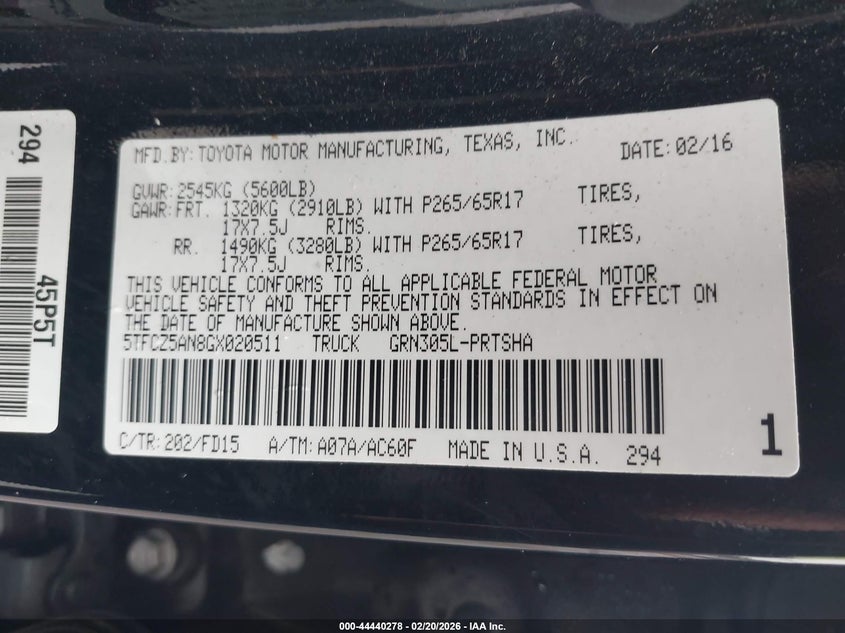 294
45P5T
MFD.BY:TOYOTA MOTOR MANUFACTURING, TEXAS, INC. DATE:02/16
GVWR:2545KG (5600LB)
GAWR:FRT. 1320KG (2910LB) WITH P265/65R17 TIRES,
17X7.5J RIMS.
RR. 1490KG (3280LB) WITH P265/65R17 TIRES,
17X7.5J RIMS.
THIS VEHICLE CONFORMS TO ALL APPLICABLE FEDERAL MOTOR
VEHICLE SAFETY AND THEFT PREVENTION STANDARDS IN EFFECT ON
THE DATE OF MANUFACTURE SHOWN ABOVE.
5TFCZ5AN8GX020511 TRUCK GRN305L-PRTSHA
C/TR:202/FD15 A/TM:A07A/AC60F MADE IN U.S.A. 294
1
000-44440278 - 02/20/2026 - IAA Inc.